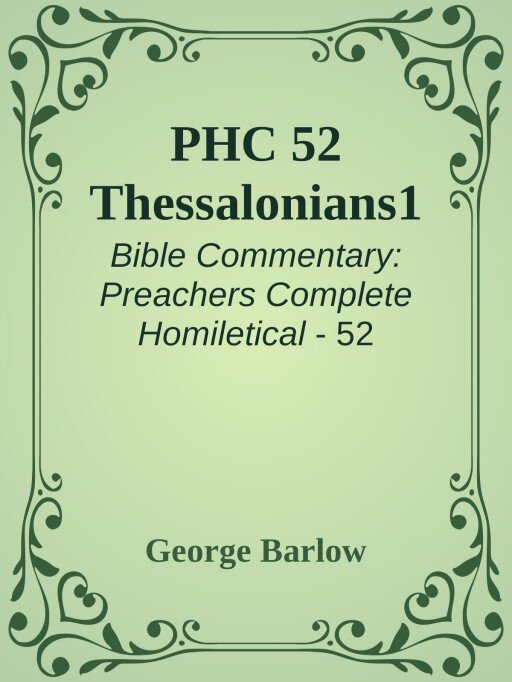 PHC 52
Thessalonians1
Bible Commentary:
Preachers Complete
Homiletical - 52
George Barlow